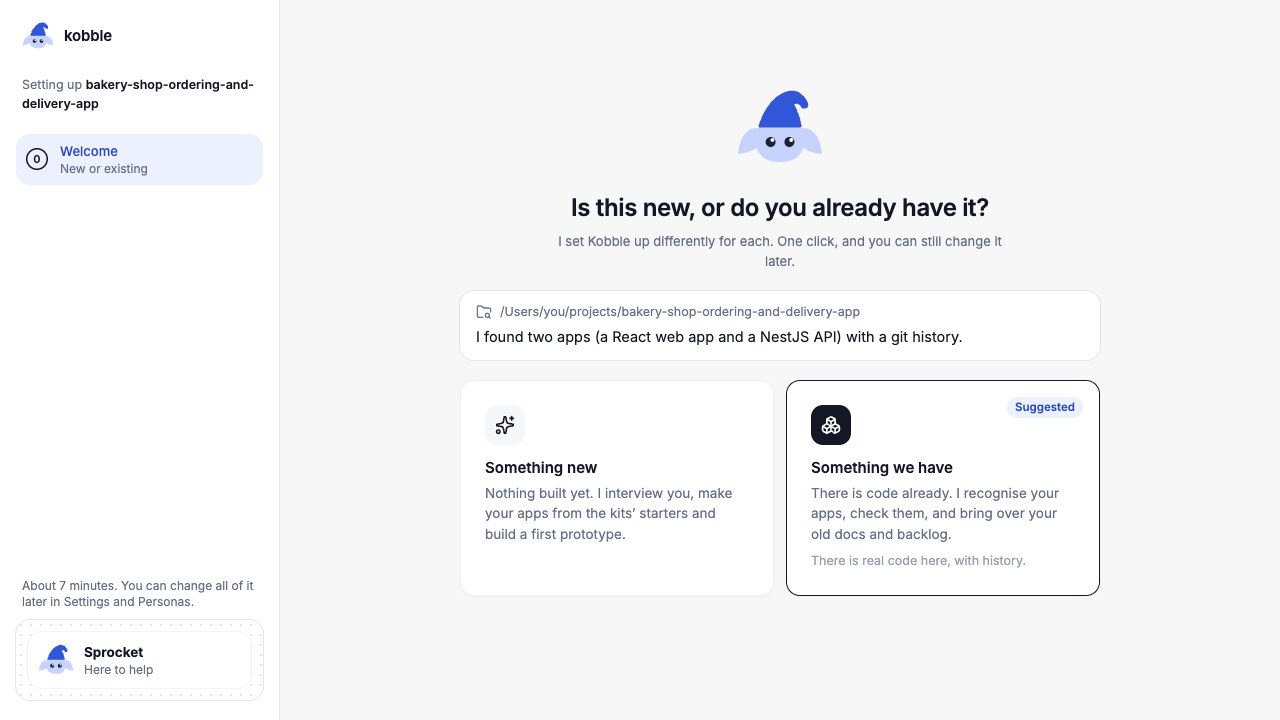 kobble
Setting up bakery-shop-ordering-and-
delivery-app
0
Welcome
New or existing
About 7 minutes. You can change all of it
later in Settings and Personas.
Sprocket
Here to help
Is this new, or do you already have it?
I set Kobble up differently for each. One click, and you can still change it
later.
/Users/you/projects/bakery-shop-ordering-and-delivery-app
I found two apps (a React web app and a NestJS API) with a git history.
Something new
Nothing built yet. I interview you, make
your apps from the kits’ starters and
build a first prototype.
Suggested
Something we have
There is code already. I recognise your
apps, check them, and bring over your
old docs and backlog.
There is real code here, with history.